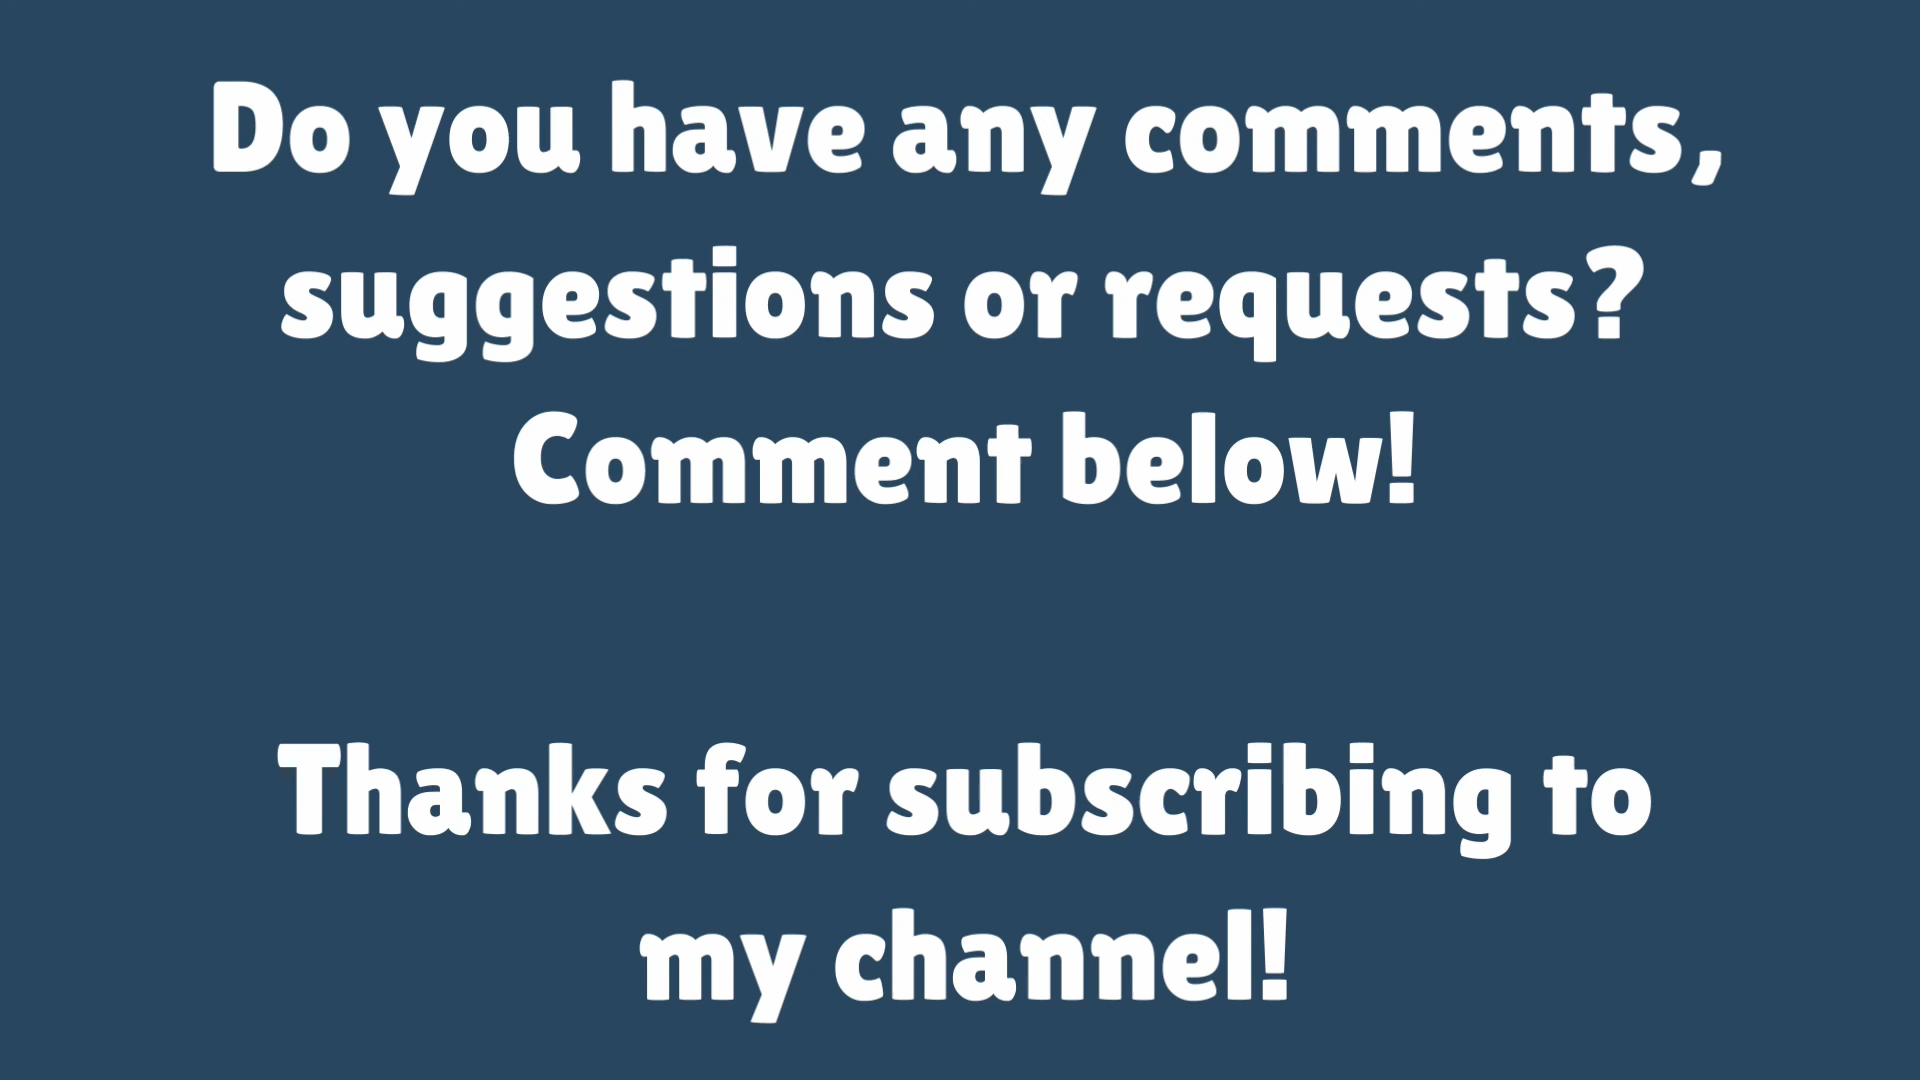 Do you have any comments,
suggestions or requests?
Comment below!
Thanks for subscribing to
my channel!